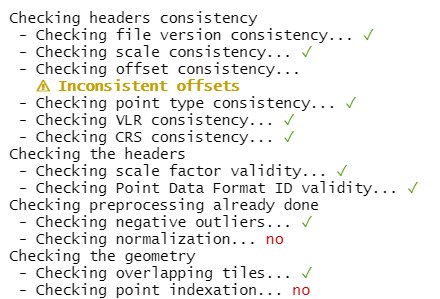 Checking headers consistency
- Checking file version consistency... ✓
- Checking scale consistency... ✓
- Checking offset consistency...
⚠ Inconsistent offsets
- Checking point type consistency... ✓
- Checking VLR consistency... ✓
- Checking CRS consistency... ✓
Checking the headers
- Checking scale factor validity... ✓
- Checking Point Data Format ID validity... ✓
Checking preprocessing already done
- Checking negative outliers... ✓
- Checking normalization... no
Checking the geometry
- Checking overlapping tiles... ✓
- Checking point indexation... no